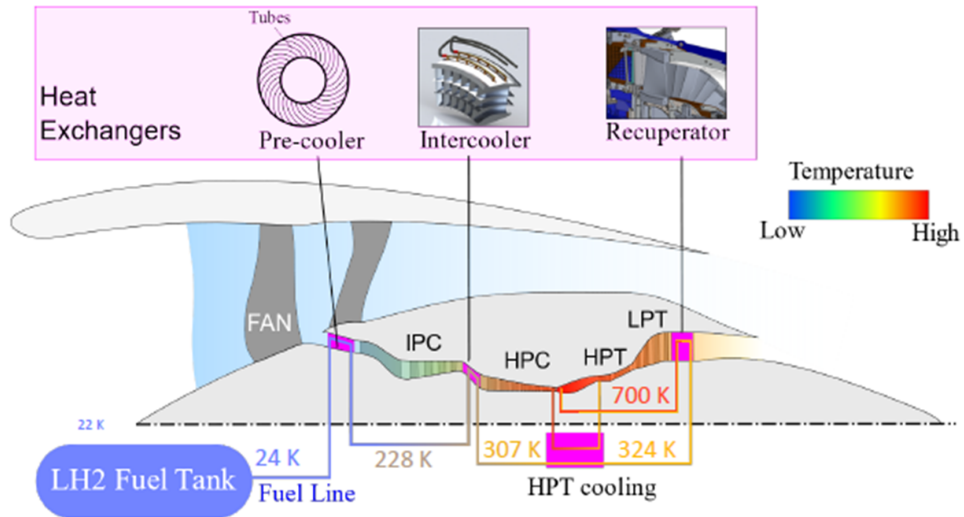 Tubes
Heat
Exchangers
Pre-cooler
Intercooler
Recuperator
Temperature
Low
High
FAN
IPC
HPC
HPT
LPT
700 K
22 K
24 K
228 K
307 K
324 K
LH2 Fuel Tank
Fuel Line
HPT cooling